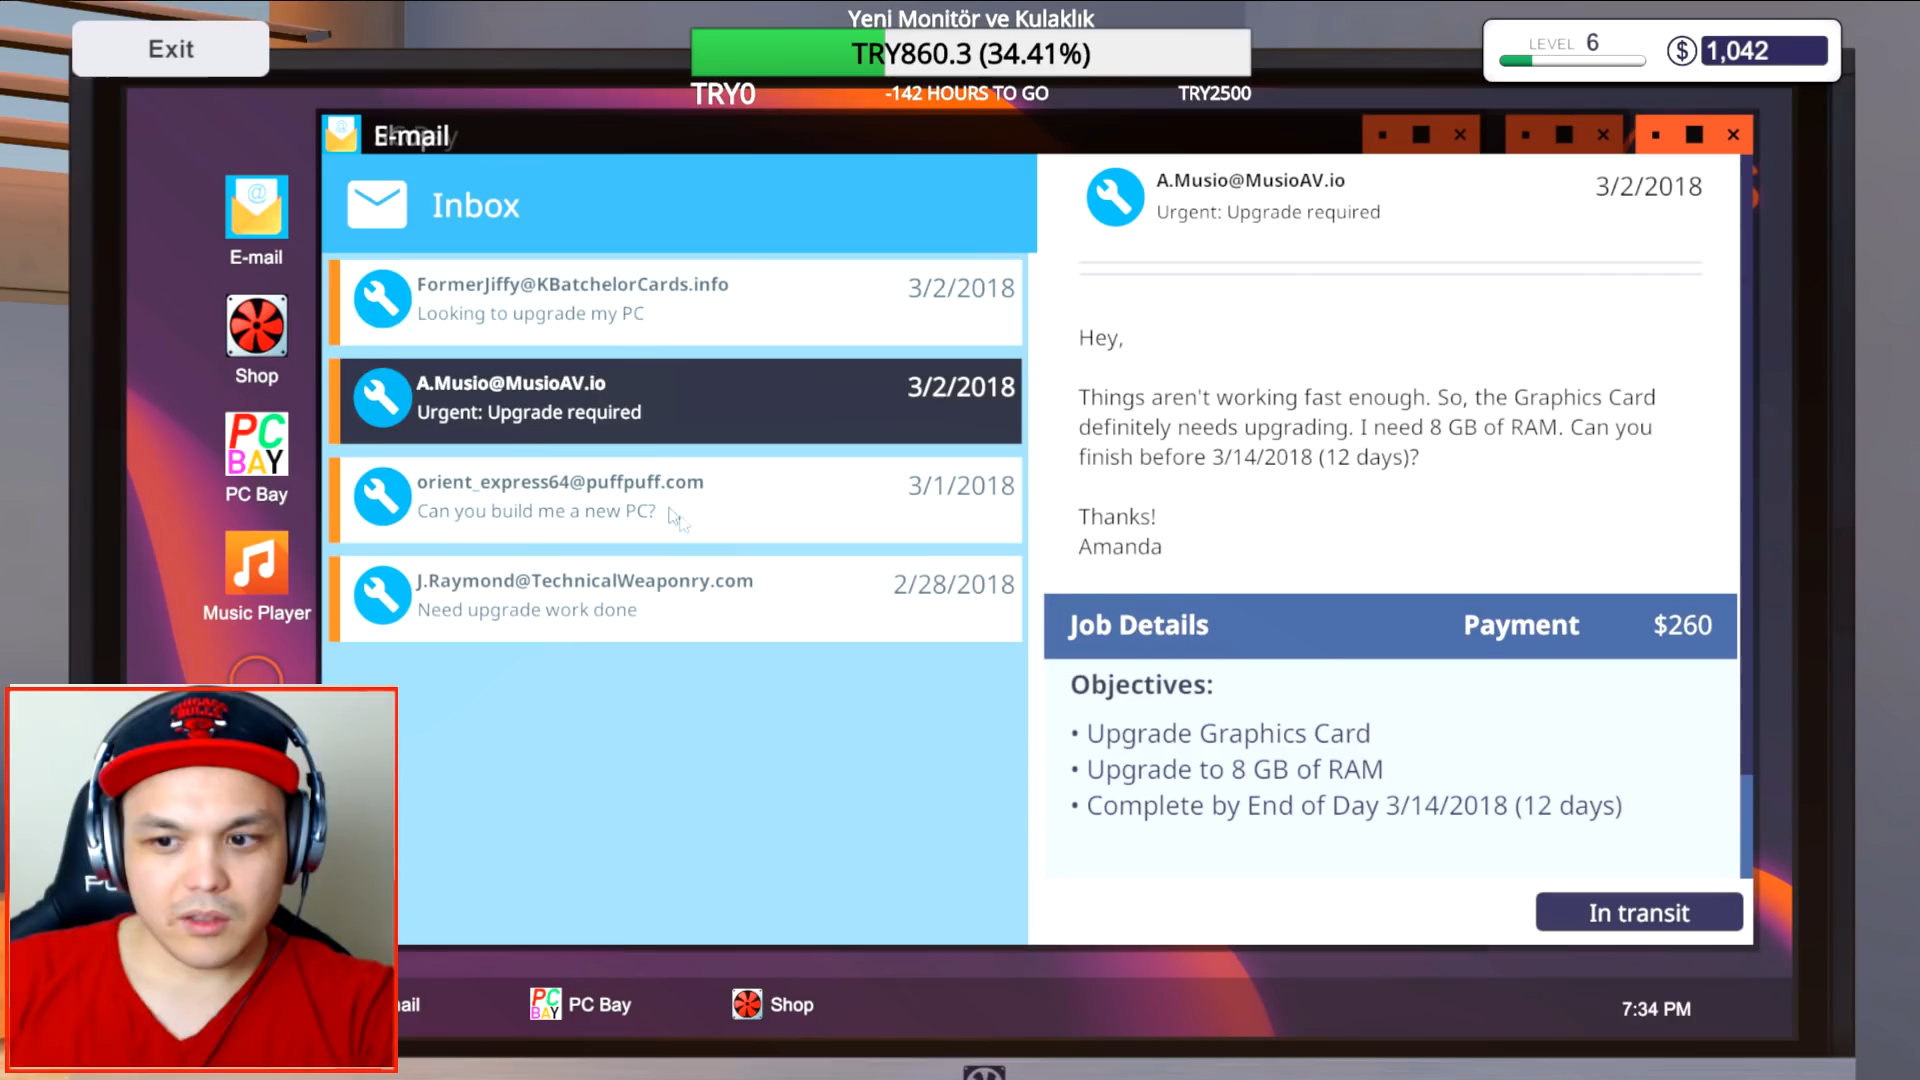 Exit
Yeni Monitör ve Kulaklık
TRY860.3 (34.41%)
TRY0
-142 HOURS TO GO
TRY2500
LEVEL 6
$ 1,042
E-mail
Inbox
E-mail
Shop
PC BAY
PC Bay
Music Player
FormerJiffy@KBatchelorCards.info
3/2/2018
Looking to upgrade my PC
A.Musio@MusioAV.io
3/2/2018
Urgent: Upgrade required
orient_express64@puffpuff.com
3/1/2018
Can you build me a new PC?
J.Raymond@TechnicalWeaponry.com
2/28/2018
Need upgrade work done
A.Musio@MusioAV.io
3/2/2018
Urgent: Upgrade required
Hey,
Things aren't working fast enough. So, the Graphics Card
definitely needs upgrading. I need 8 GB of RAM. Can you
finish before 3/14/2018 (12 days)?
Thanks!
Amanda
Job Details
Payment
$260
Objectives:
• Upgrade Graphics Card
• Upgrade to 8 GB of RAM
• Complete by End of Day 3/14/2018 (12 days)
In transit
CHICAGO
BULLS
ail
PC BAY
PC Bay
Shop
7:34 PM